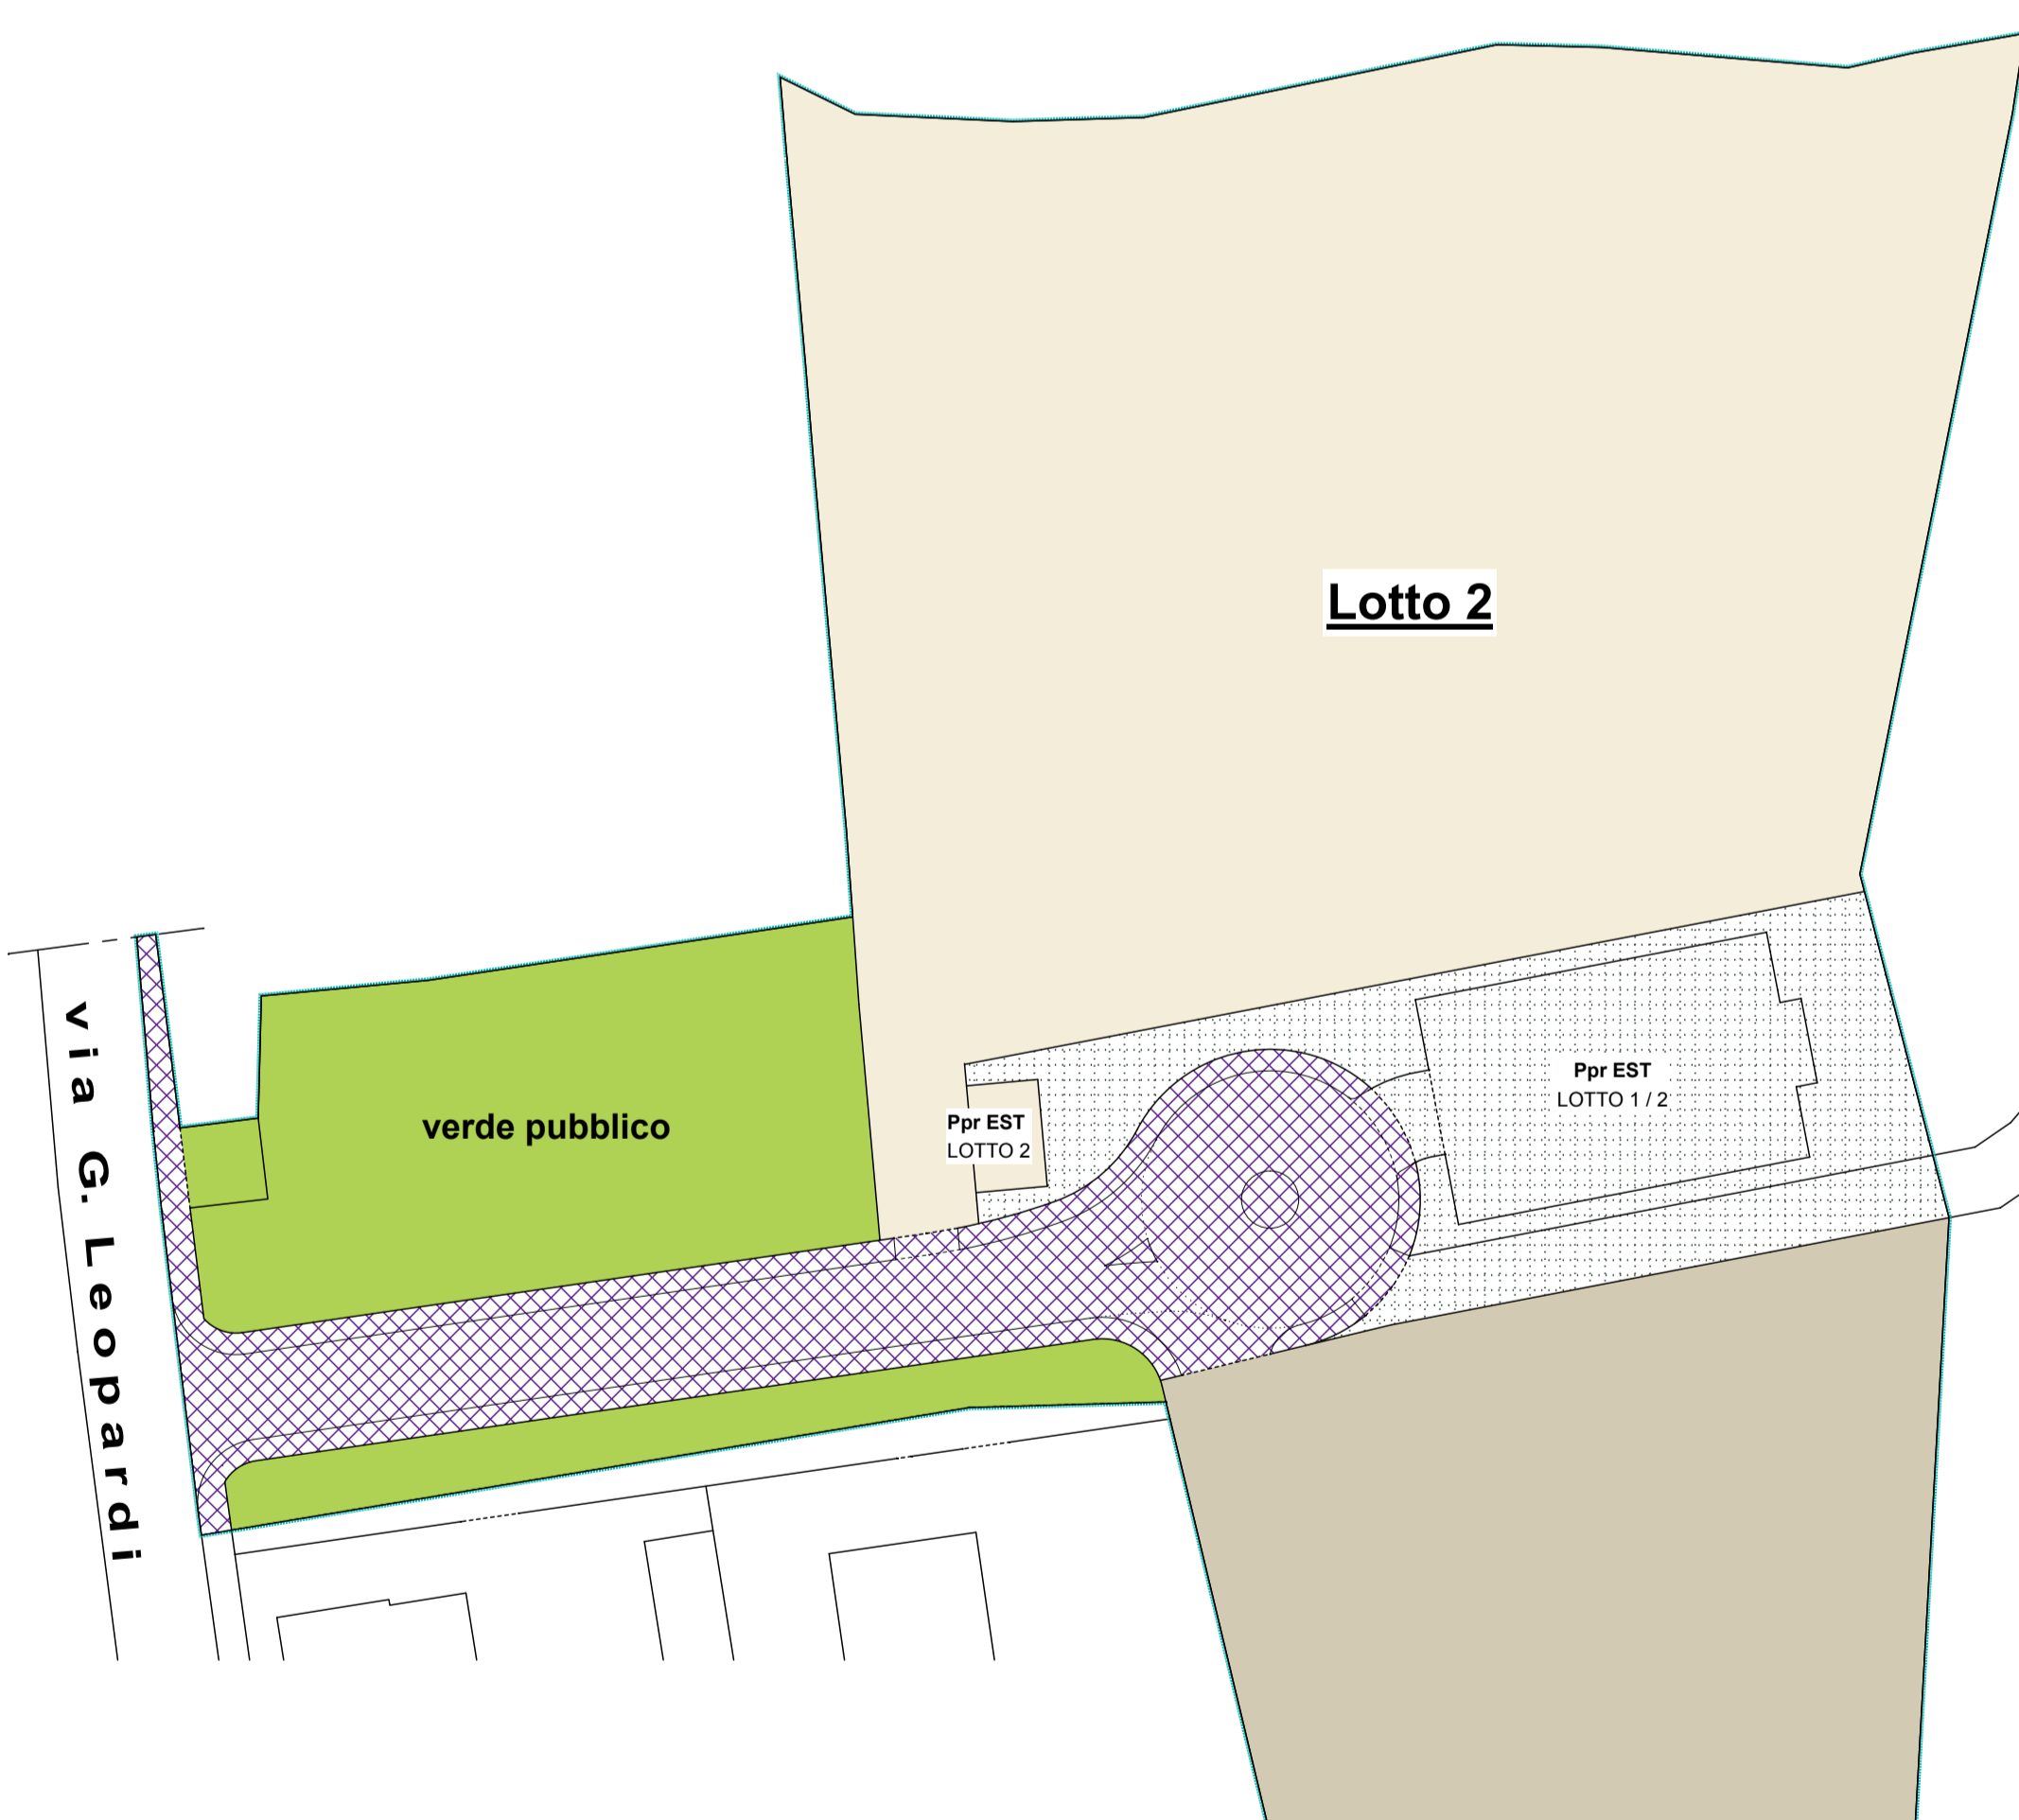 Lotto 2
Ppr EST
LOTTO 1 / 2
Ppr EST
LOTTO 2
verde pubblico
via G. Leopardi